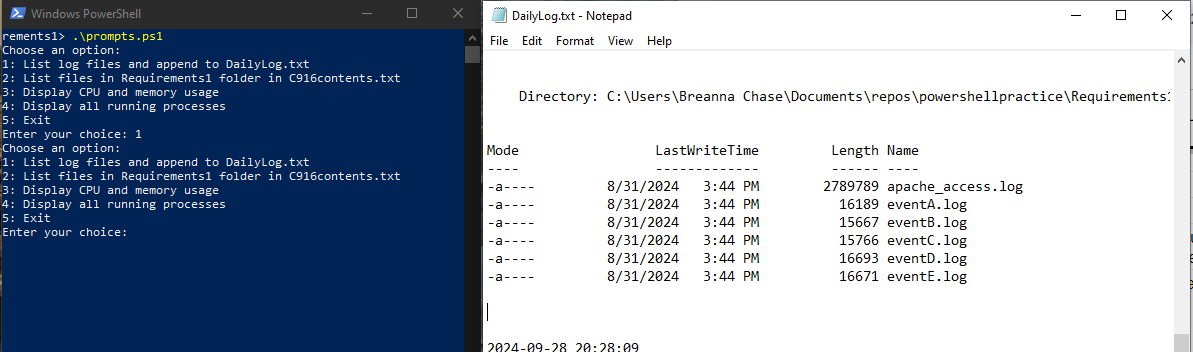 Windows PowerShell
rements1> .\prompts.ps1
Choose an option:
1: List log files and append to DailyLog.txt
2: List files in Requirements1 folder in C916contents.txt
3: Display CPU and memory usage
4: Display all running processes
5: Exit
Enter your choice: 1
Choose an option:
1: List log files and append to DailyLog.txt
2: List files in Requirements1 folder in C916contents.txt
3: Display CPU and memory usage
4: Display all running processes
5: Exit
Enter your choice:
DailyLog.txt - Notepad
File Edit Format View Help
Directory: C:\Users\Breanna Chase\Documents\repos\powershellpractice\Requirements1
Mode LastWriteTime Length Name
---- ------------- ------ ----
-a---- 8/31/2024 3:44 PM 2789789 apache_access.log
-a---- 8/31/2024 3:44 PM 16189 eventA.log
-a---- 8/31/2024 3:44 PM 15667 eventB.log
-a---- 8/31/2024 3:44 PM 15766 eventC.log
-a---- 8/31/2024 3:44 PM 16693 eventD.log
-a---- 8/31/2024 3:44 PM 16671 eventE.log
2024-09-28 20:28:09